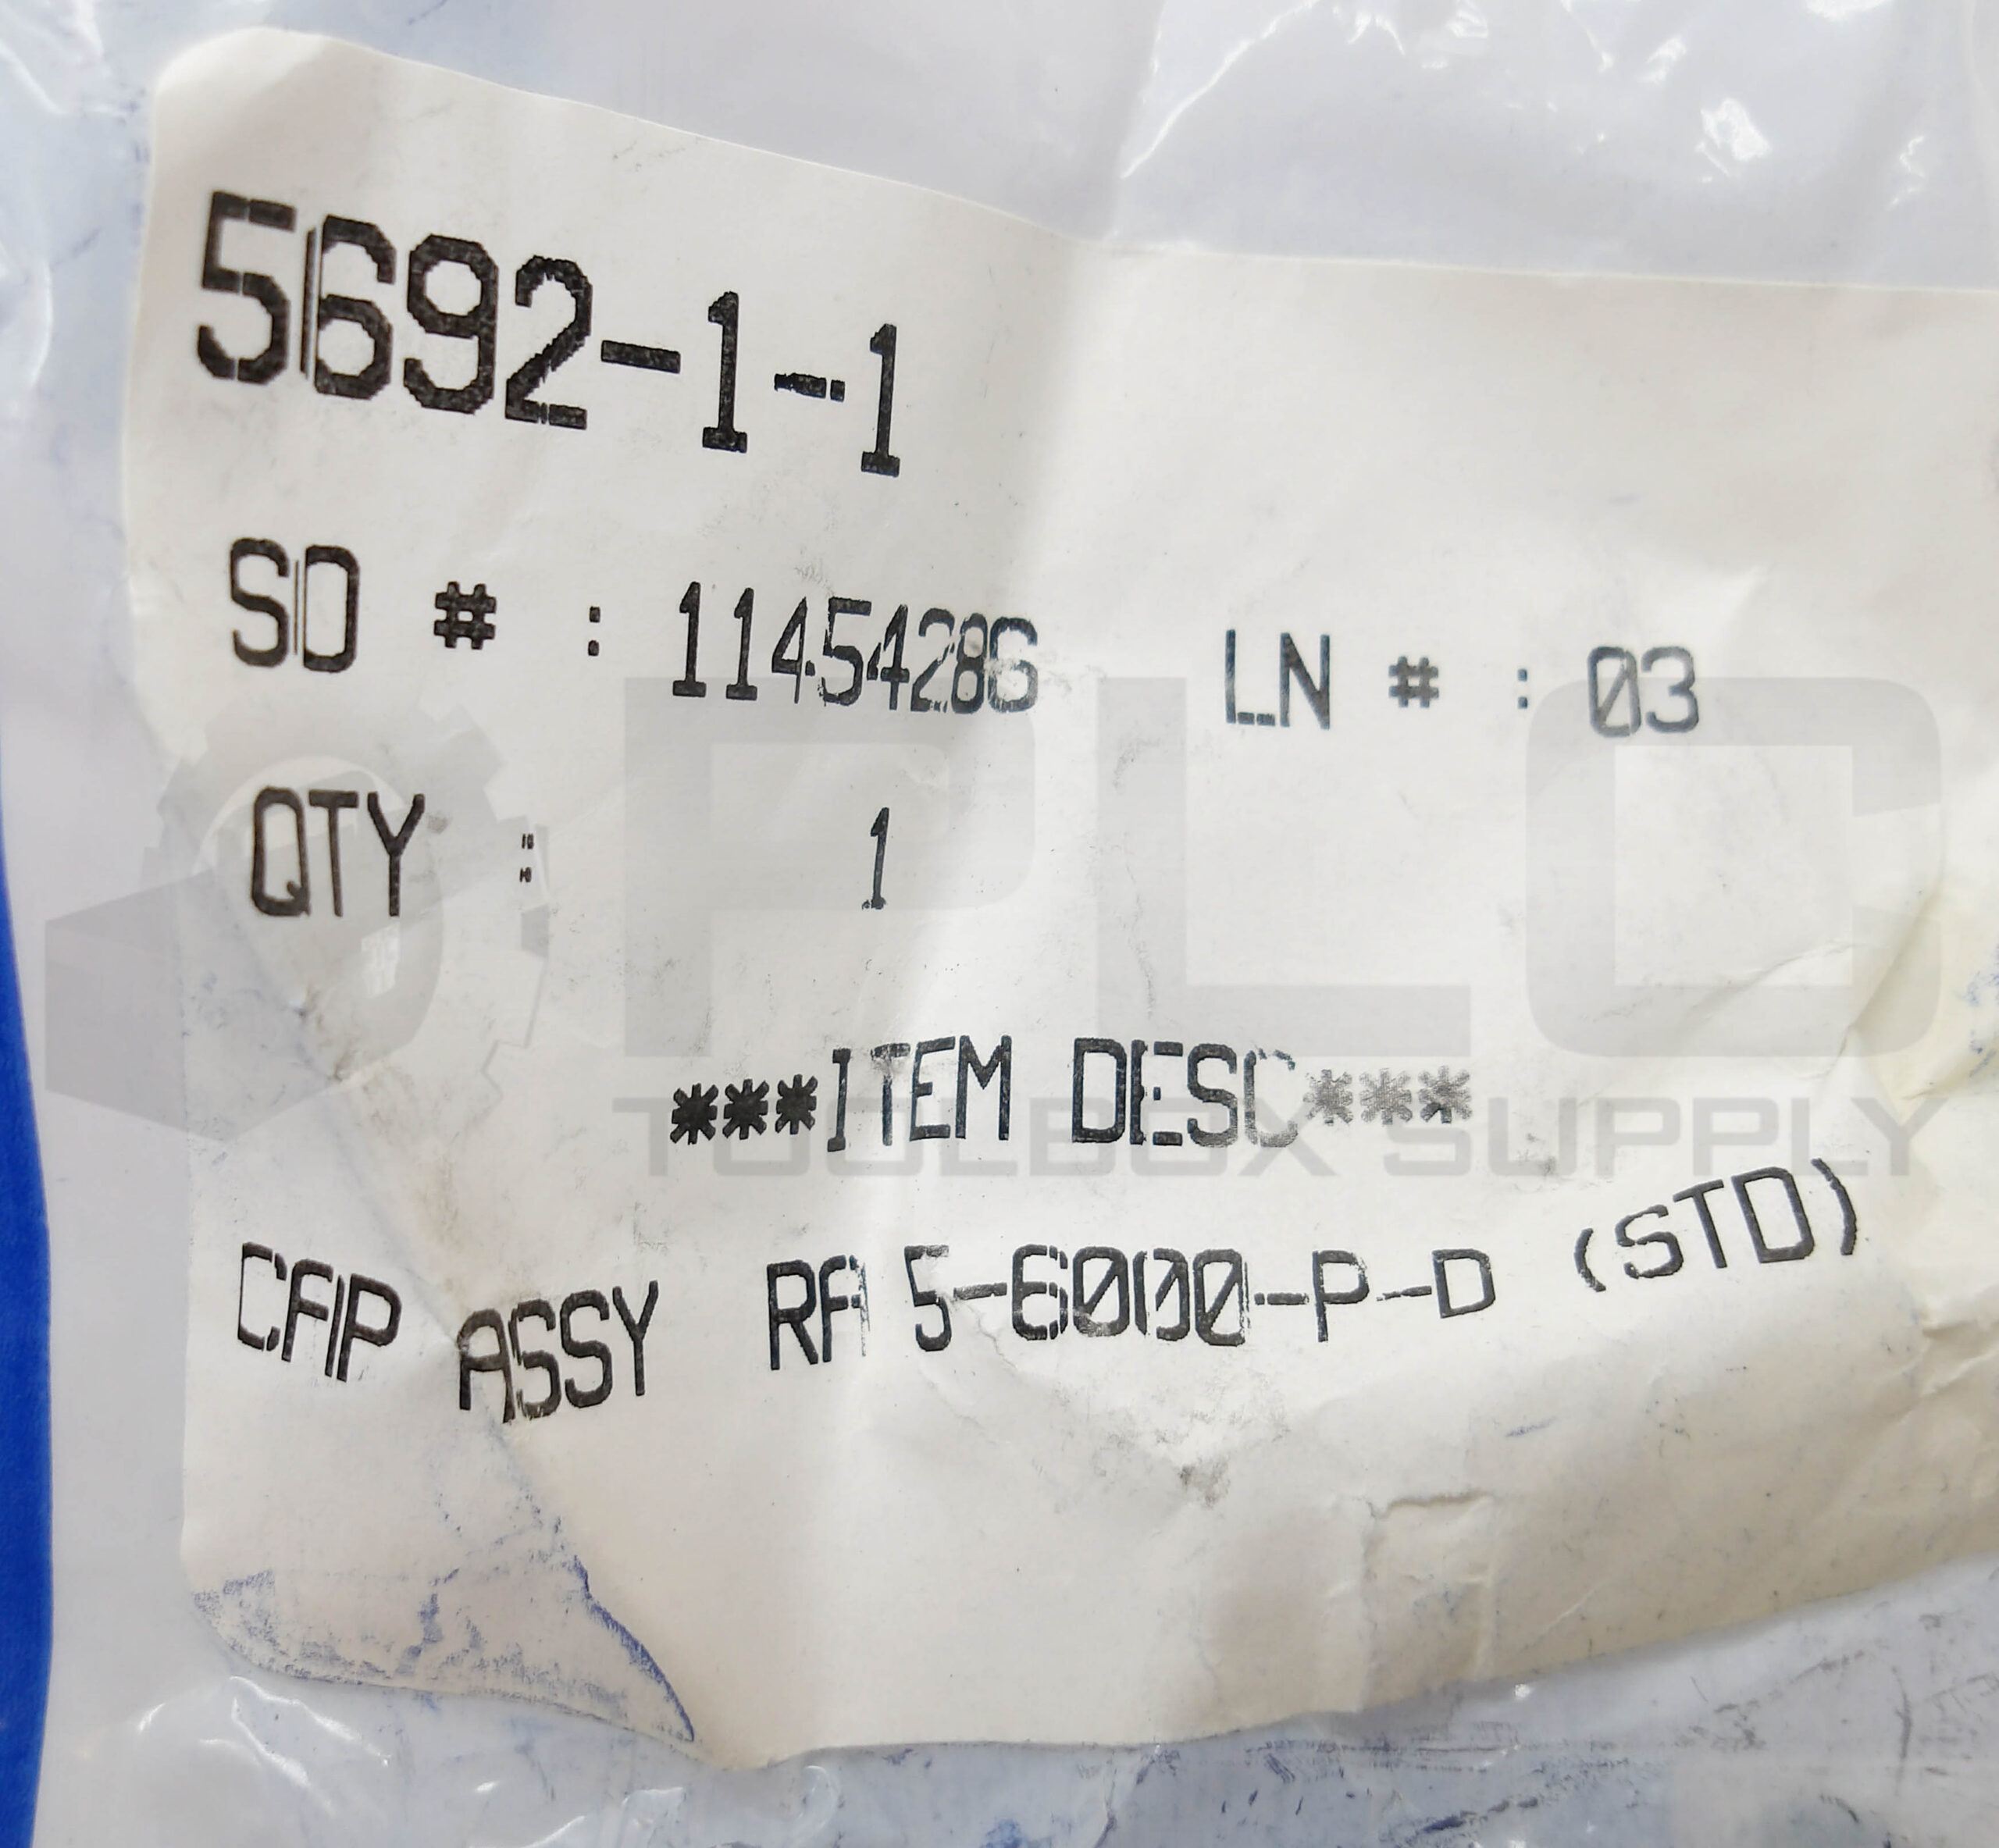 5692-1-1
SO # : 11454286 LN # : 03
QTY : 1
***ITEM DESC***
CAP ASSY RA 5-6000-P-D (STD)
PLC
TOOLBOX SUPPLY